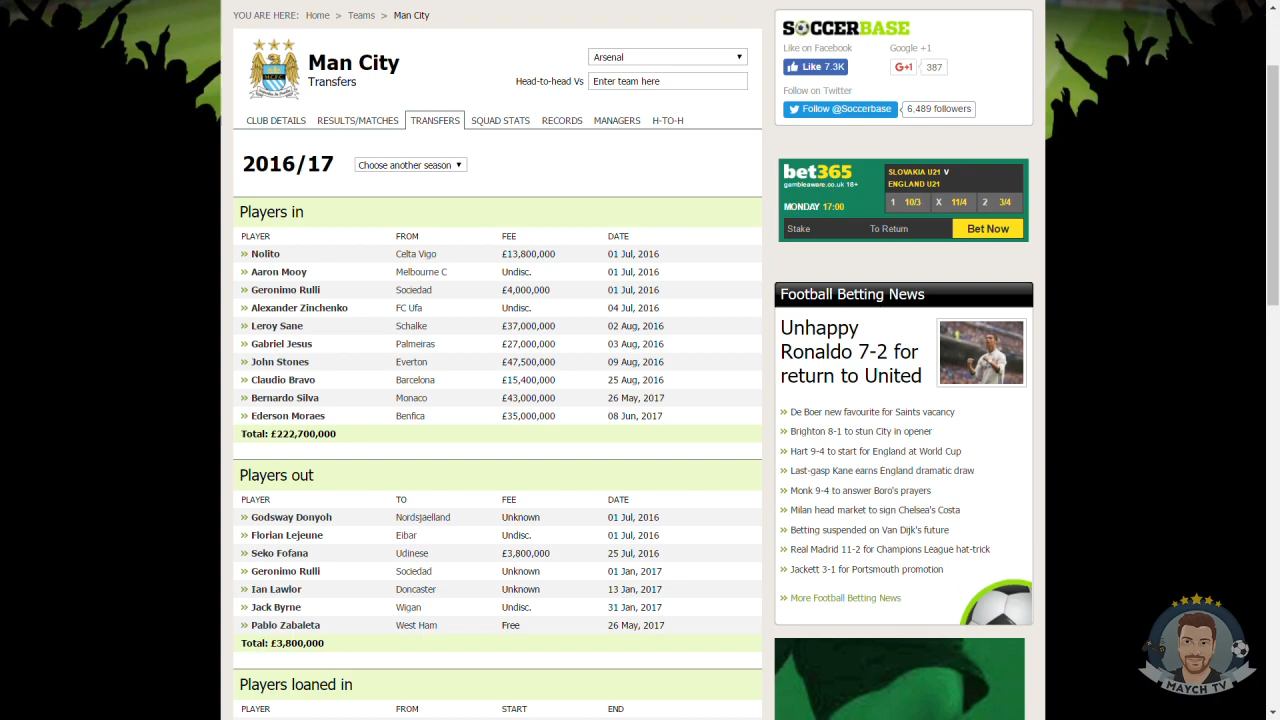 YOU ARE HERE: Home > Teams > Man City
Man City
Transfers
Arsenal
Head-to-head Vs Enter team here
CLUB DETAILS RESULTS/MATCHES TRANSFERS SQUAD STATS RECORDS MANAGERS H-TO-H
2016/17 Choose another season
Players in
PLAYER FROM FEE DATE
Nolito Celta Vigo £13,800,000 01 Jul, 2016
Aaron Mooy Melbourne C Undisc. 01 Jul, 2016
Geronimo Rulli Sociedad £4,000,000 01 Jul, 2016
Alexander Zinchenko FC Ufa Undisc. 04 Jul, 2016
Leroy Sane Schalke £37,000,000 02 Aug, 2016
Gabriel Jesus Palmeiras £27,000,000 03 Aug, 2016
John Stones Everton £47,500,000 09 Aug, 2016
Claudio Bravo Barcelona £15,400,000 25 Aug, 2016
Bernardo Silva Monaco £43,000,000 26 May, 2017
Ederson Moraes Benfica £35,000,000 08 Jun, 2017
Total: £222,700,000
Players out
PLAYER TO FEE DATE
Godsway Donyoh Nordsjaelland Unknown 01 Jul, 2016
Florian Lejeune Eibar Undisc. 01 Jul, 2016
Seko Fofana Udinese £3,800,000 25 Jul, 2016
Geronimo Rulli Sociedad Unknown 01 Jan, 2017
Ian Lawlor Doncaster Unknown 13 Jan, 2017
Jack Byrne Wigan Undisc. 31 Jan, 2017
Pablo Zabaleta West Ham Free 26 May, 2017
Total: £3,800,000
Players loaned in
PLAYER FROM START END
SOCCERBASE
Like on Facebook Google +1
Like 7.3K G+1 387
Follow on Twitter
Follow @Soccerbase 6,489 followers
bet365
gambleaware.co.uk 18+
MONDAY 17:00
SLOVAKIA U21 V
ENGLAND U21
1 10/3 X 11/4 2 3/4
Stake To Return Bet Now
Football Betting News
Unhappy
Ronaldo 7-2 for
return to United
De Boer new favourite for Saints vacancy
Brighton 8-1 to stun City in opener
Hart 9-4 to start for England at World Cup
Last-gasp Kane earns England dramatic draw
Monk 9-4 to answer Boro's prayers
Milan head market to sign Chelsea's Costa
Betting suspended on Van Dijk's future
Real Madrid 11-2 for Champions League hat-trick
Jackett 3-1 for Portsmouth promotion
More Football Betting News
MAYCH TV